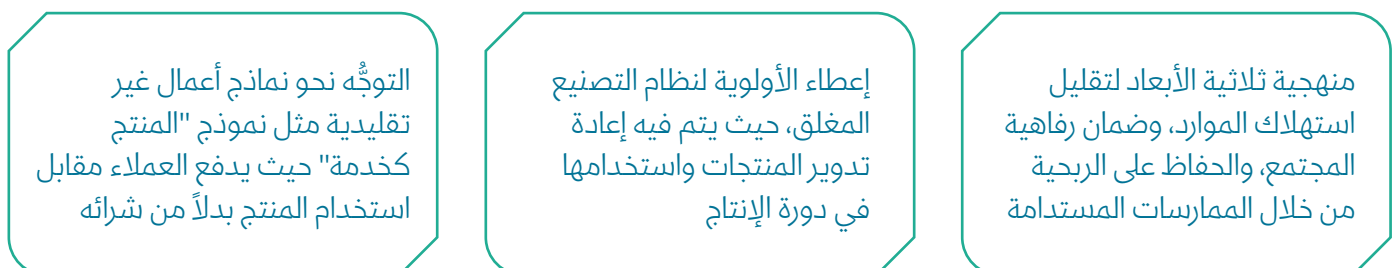 منهجية ثلاثية الأبعاد لتقليل
استهلاك الموارد، وضمان رفاهية
المجتمع، والحفاظ على الربحية
من خلال الممارسات المستدامة
إعطاء الأولوية لنظام التصنيع
المغلق، حيث يتم فيه إعادة
تدوير المنتجات واستخدامها
في دورة الإنتاج
التوجُّه نحو نماذج أعمال غير
تقليدية مثل نموذج "المنتج
كخدمة" حيث يدفع العملاء مقابل
استخدام المنتج بدلاً من شرائه